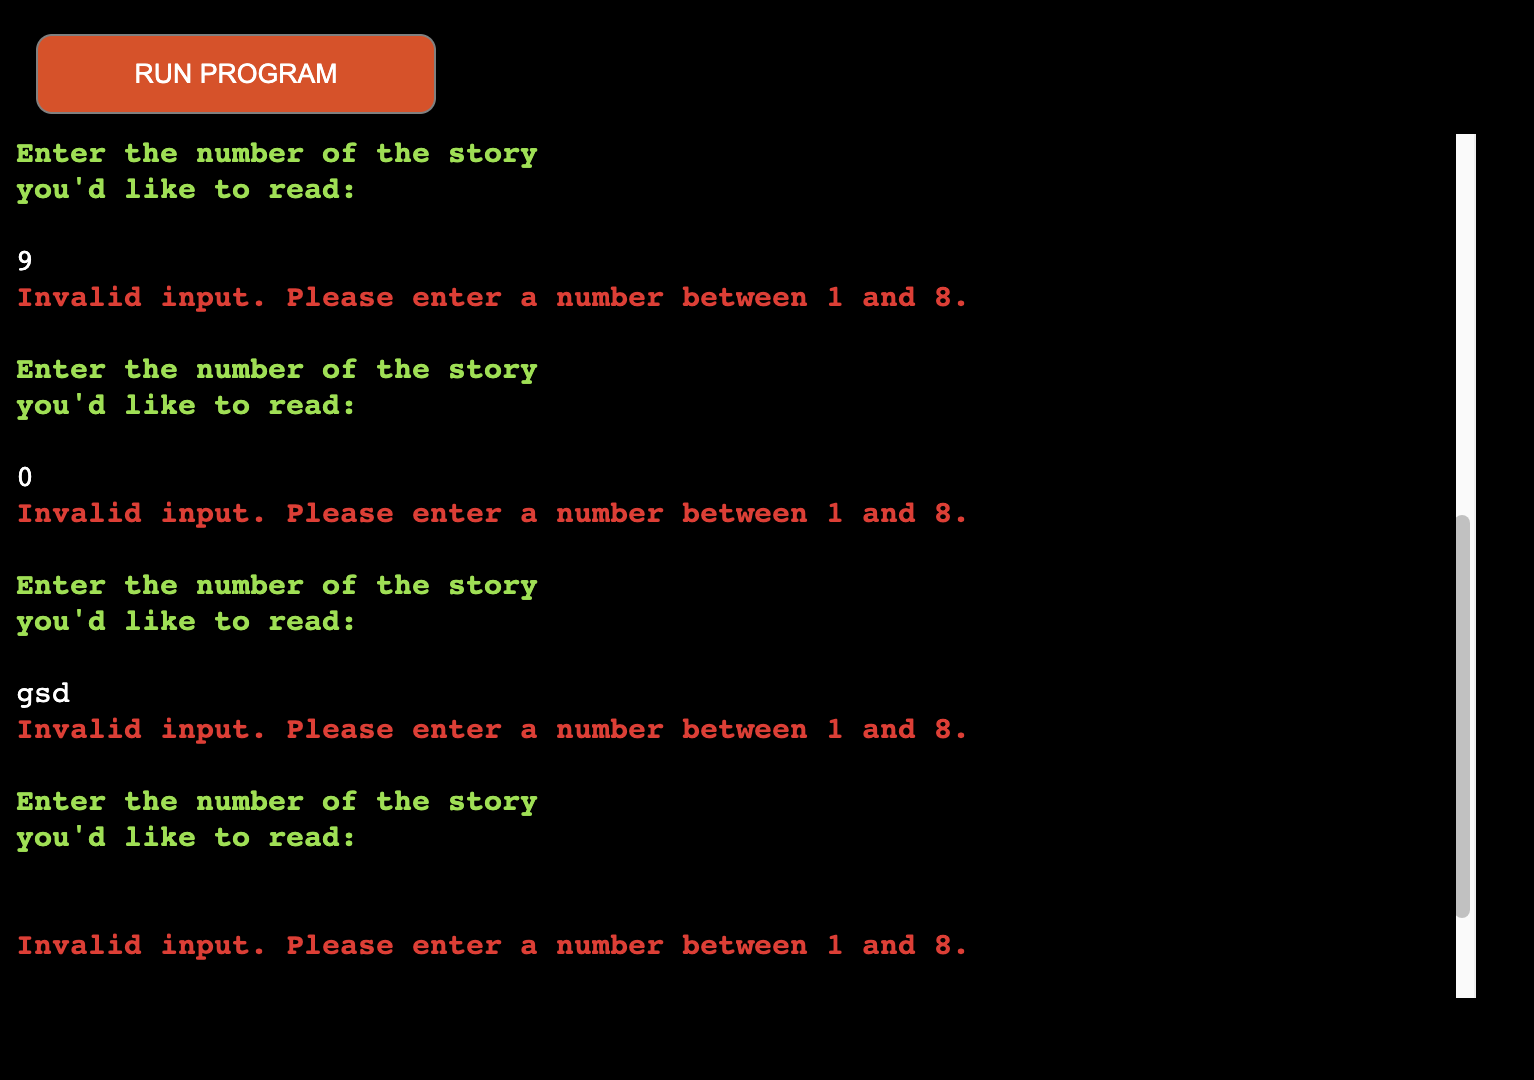 RUN PROGRAM
Enter the number of the story
you'd like to read:
9
Invalid input. Please enter a number between 1 and 8.
Enter the number of the story
you'd like to read:
0
Invalid input. Please enter a number between 1 and 8.
Enter the number of the story
you'd like to read:
gsd
Invalid input. Please enter a number between 1 and 8.
Enter the number of the story
you'd like to read:
Invalid input. Please enter a number between 1 and 8.